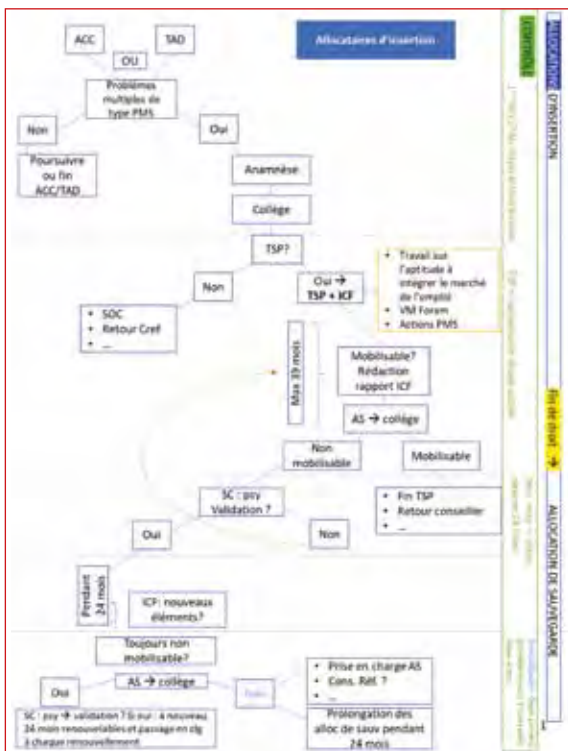 Allocataires d'insertion
ACC
TAD
OU
Problèmes
multiples de
type PMS
Non
Oui
Poursuivre
ou fin
ACC/TAD
Anamnèse
Collège
TSP?
Non
Oui →
TSP + ICF
• Travail sur
l'aptitude à
intégrer le marché
de l'emploi
• VM Forem
• Actions PMS
• SOC
• Retour Cref
• ...
Max 39 mois
Mobilisable?
Rédaction
rapport ICF
AS → collège
Non
mobilisable
Mobilisable
SC : psy
Validation ?
• Fin TSP
• Retour conseiller
• ...
Oui
Non
Pendant
24 mois
ICF: nouveaux
éléments?
Toujours non
mobilisable?
Oui
AS → collège
• Prise en charge AS
• Cons. Réf. ?
• ...
SC : psy → validation ? Si oui : à nouveau
24 mois renouvelables et passage en clg
à chaque renouvellement
Prolongation des
alloc de sauv pendant
24 mois
CONTRÔLE
ALLOCATIONS D'INSERTION
Fin de droit →
ALLOCATION DE SAUVEGARDE
1